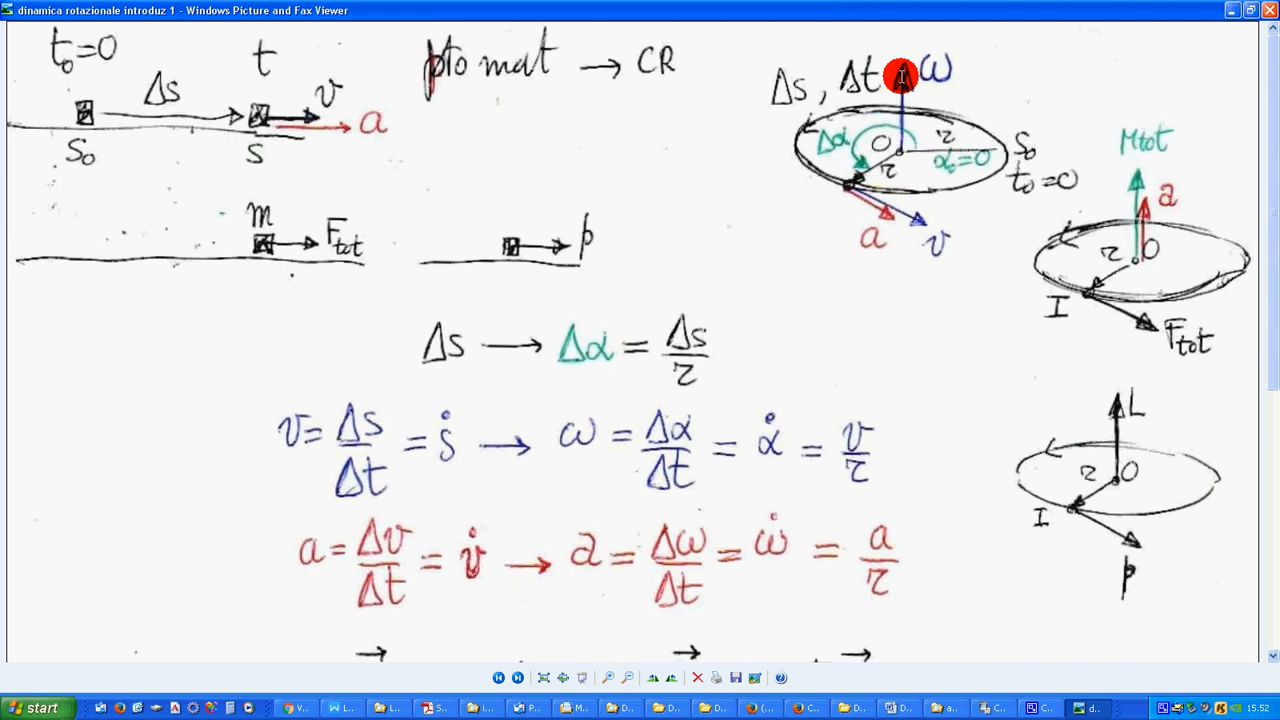 dinamica rotazionale introduz 1 - Windows Picture and Fax Viewer
t₀=0 t pto mat → CR Δs, Δt ω
Δs v a
S₀ S
Δα O r α₀=0 S₀
t₀=0
r
a v
Mtot
a
r O
I
Ftot
m Ftot p
Δs → Δα = Δs/r
v = Δs/Δt = ṡ → ω = Δα/Δt = α̇ = v/r
L
r O
I
p
a = Δv/Δt = v̇ → a = Δω/Δt = ω̇ = a/r
start
V...
L...
L...
S...
I...
P...
M...
D...
D...
D...
(...
(...
C...
D...
D...
a...
C...
C...
d...
15.52